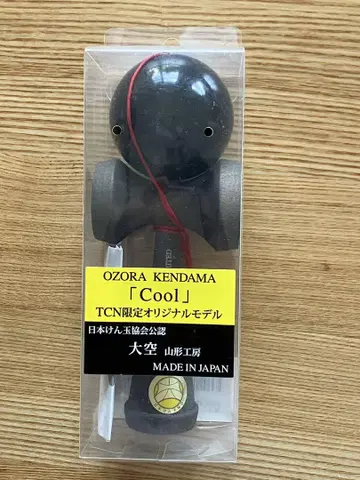 OZORA KENDAMA
「Cool」
TCN限定オリジナルモデル
日本けん玉協会公認
大空 山形工房
MADE IN JAPAN